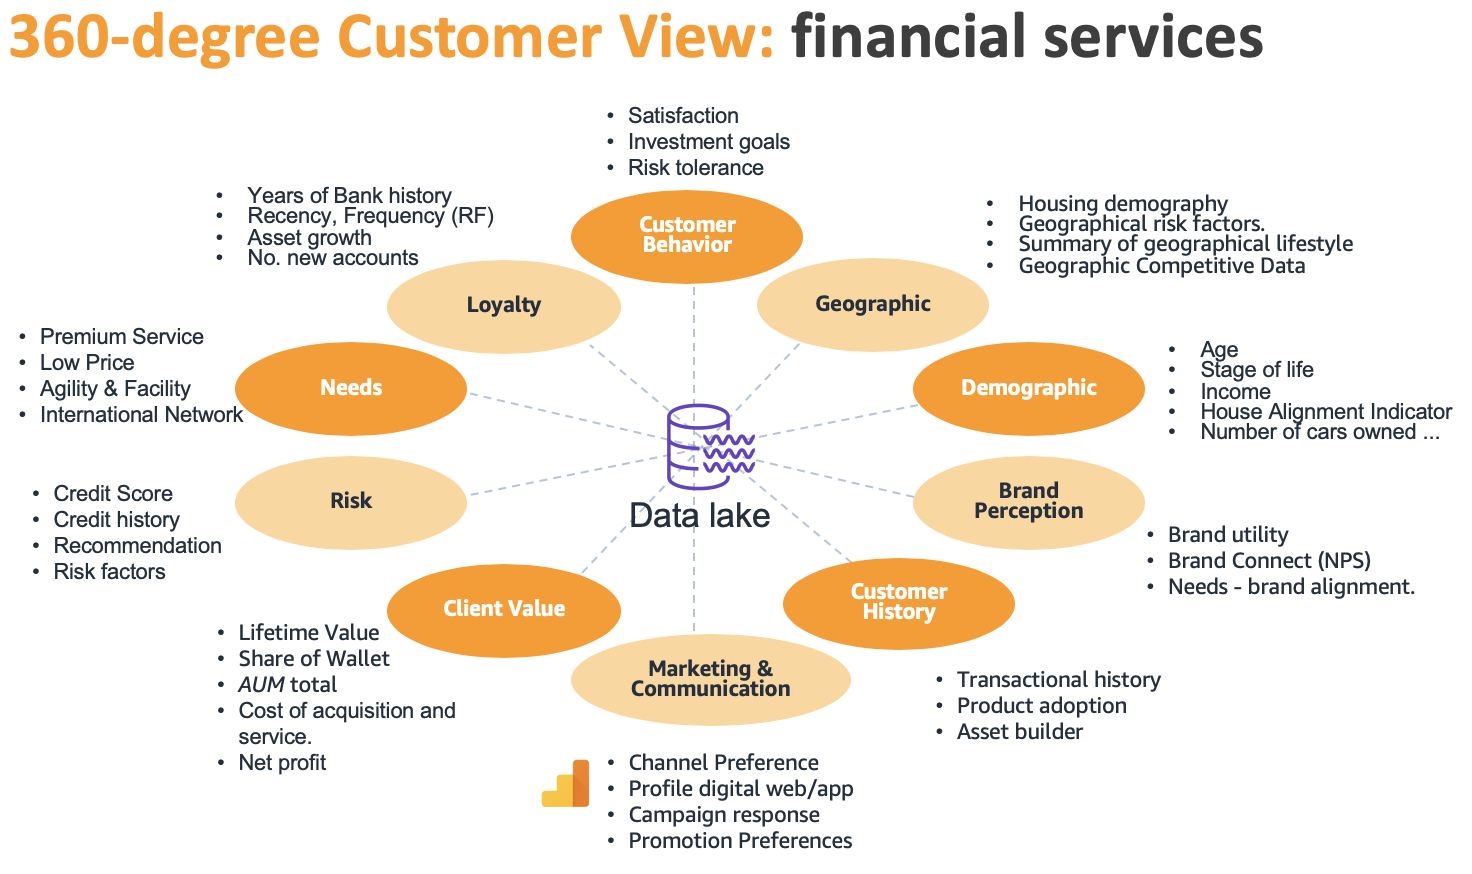 360-degree Customer View: financial services
• Satisfaction
• Investment goals
• Risk tolerance
Customer
Behavior
• Years of Bank history
• Recency, Frequency (RF)
• Asset growth
• No. new accounts
Loyalty
• Housing demography
• Geographical risk factors.
• Summary of geographical lifestyle
• Geographic Competitive Data
Geographic
• Premium Service
• Low Price
• Agility & Facility
• International Network
Needs
Demographic
• Age
• Stage of life
• Income
• House Alignment Indicator
• Number of cars owned ...
Data lake
• Credit Score
• Credit history
• Recommendation
• Risk factors
Risk
Brand
Perception
• Brand utility
• Brand Connect (NPS)
• Needs - brand alignment.
Client Value
• Lifetime Value
• Share of Wallet
• AUM total
• Cost of acquisition and
service.
• Net profit
Customer
History
• Transactional history
• Product adoption
• Asset builder
Marketing &
Communication
• Channel Preference
• Profile digital web/app
• Campaign response
• Promotion Preferences